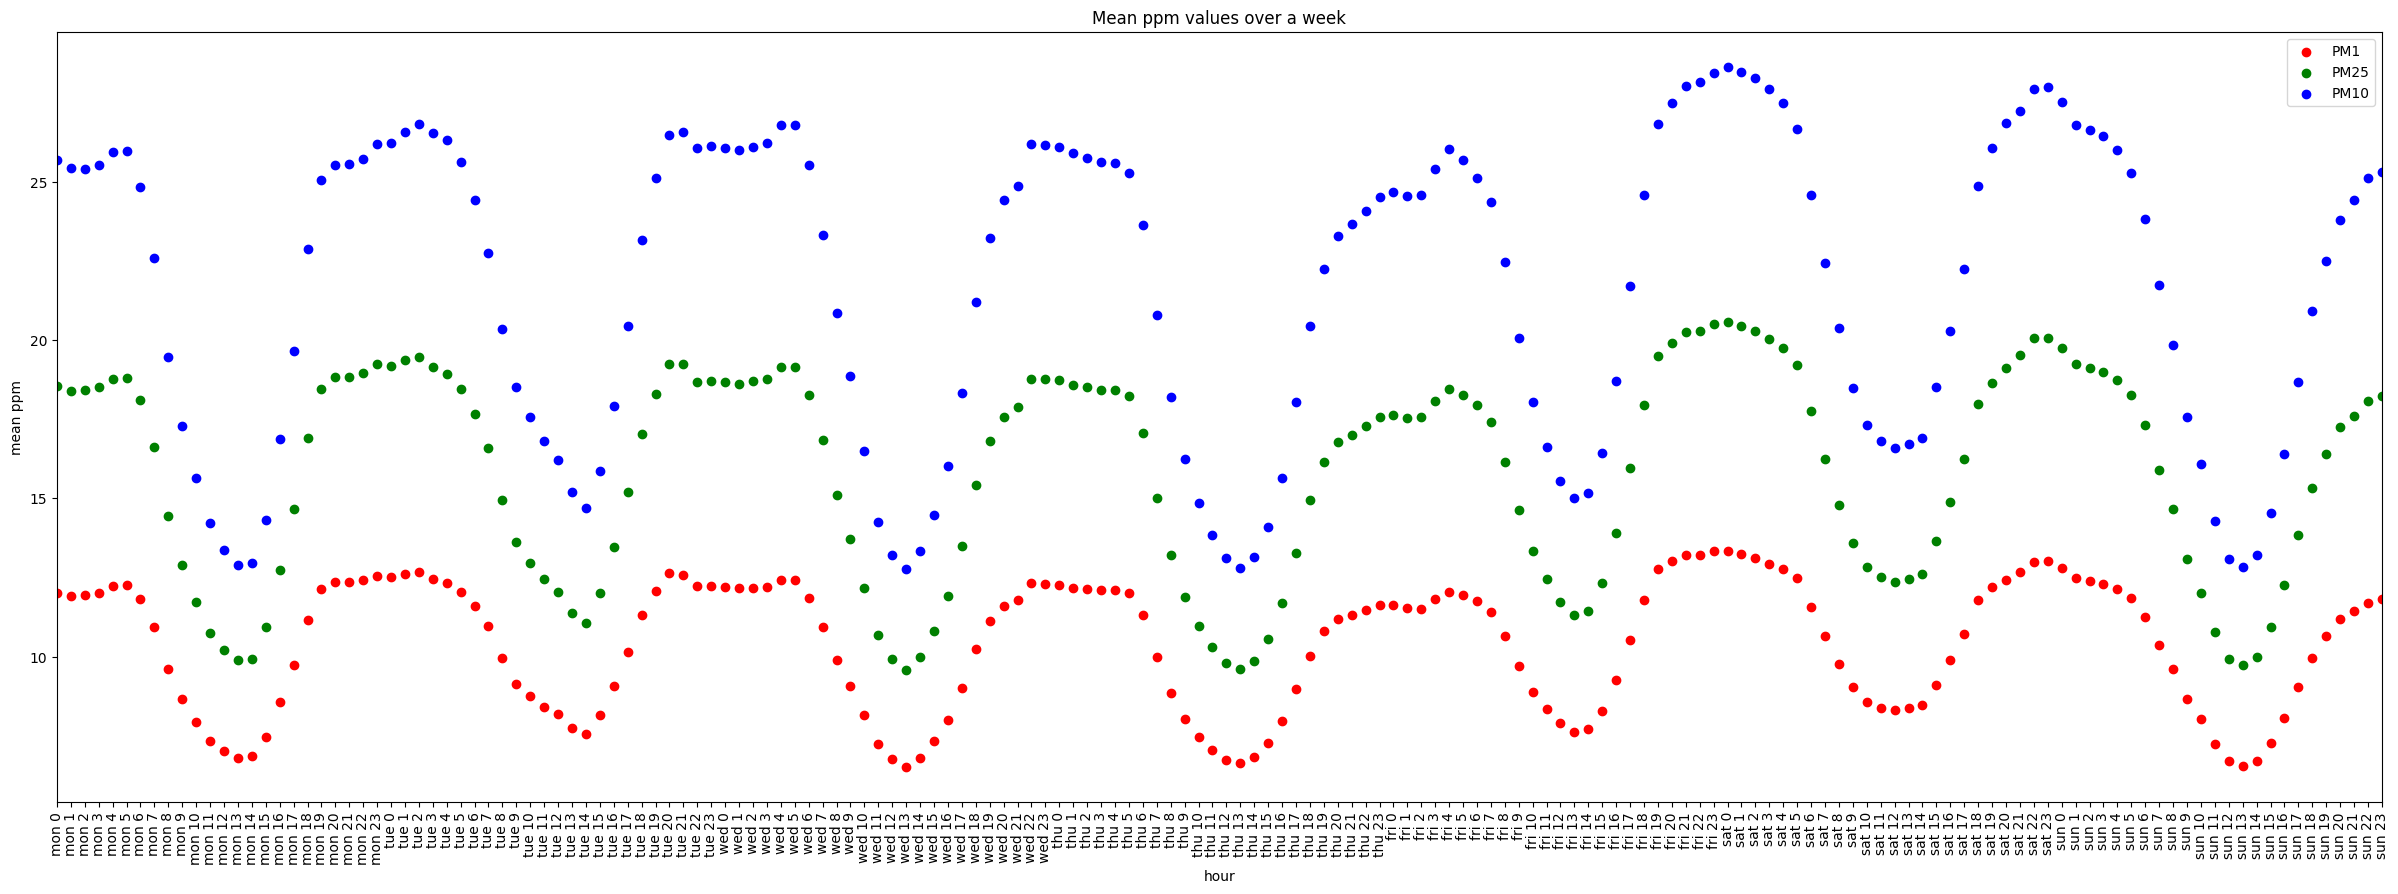 Mean ppm values over a week
PM1
PM25
PM10
25
20
15
10
mean ppm
mon 0
mon 1
mon 2
mon 3
mon 4
mon 5
mon 6
mon 7
mon 8
mon 9
mon 10
mon 11
mon 12
mon 13
mon 14
mon 15
mon 16
mon 17
mon 18
mon 19
mon 20
mon 21
mon 22
mon 23
tue 0
tue 1
tue 2
tue 3
tue 4
tue 5
tue 6
tue 7
tue 8
tue 9
tue 10
tue 11
tue 12
tue 13
tue 14
tue 15
tue 16
tue 17
tue 18
tue 19
tue 20
tue 21
tue 22
tue 23
wed 0
wed 1
wed 2
wed 3
wed 4
wed 5
wed 6
wed 7
wed 8
wed 9
wed 10
wed 11
wed 12
wed 13
wed 14
wed 15
wed 16
wed 17
wed 18
wed 19
wed 20
wed 21
wed 22
wed 23
thu 0
thu 1
thu 2
thu 3
thu 4
thu 5
thu 6
thu 7
thu 8
thu 9
thu 10
thu 11
thu 12
thu 13
thu 14
thu 15
thu 16
thu 17
thu 18
thu 19
thu 20
thu 21
thu 22
thu 23
fri 0
fri 1
fri 2
fri 3
fri 4
fri 5
fri 6
fri 7
fri 8
fri 9
fri 10
fri 11
fri 12
fri 13
fri 14
fri 15
fri 16
fri 17
fri 18
fri 19
fri 20
fri 21
fri 22
fri 23
sat 0
sat 1
sat 2
sat 3
sat 4
sat 5
sat 6
sat 7
sat 8
sat 9
sat 10
sat 11
sat 12
sat 13
sat 14
sat 15
sat 16
sat 17
sat 18
sat 19
sat 20
sat 21
sat 22
sat 23
sun 0
sun 1
sun 2
sun 3
sun 4
sun 5
sun 6
sun 7
sun 8
sun 9
sun 10
sun 11
sun 12
sun 13
sun 14
sun 15
sun 16
sun 17
sun 18
sun 19
sun 20
sun 21
sun 22
sun 23
hour